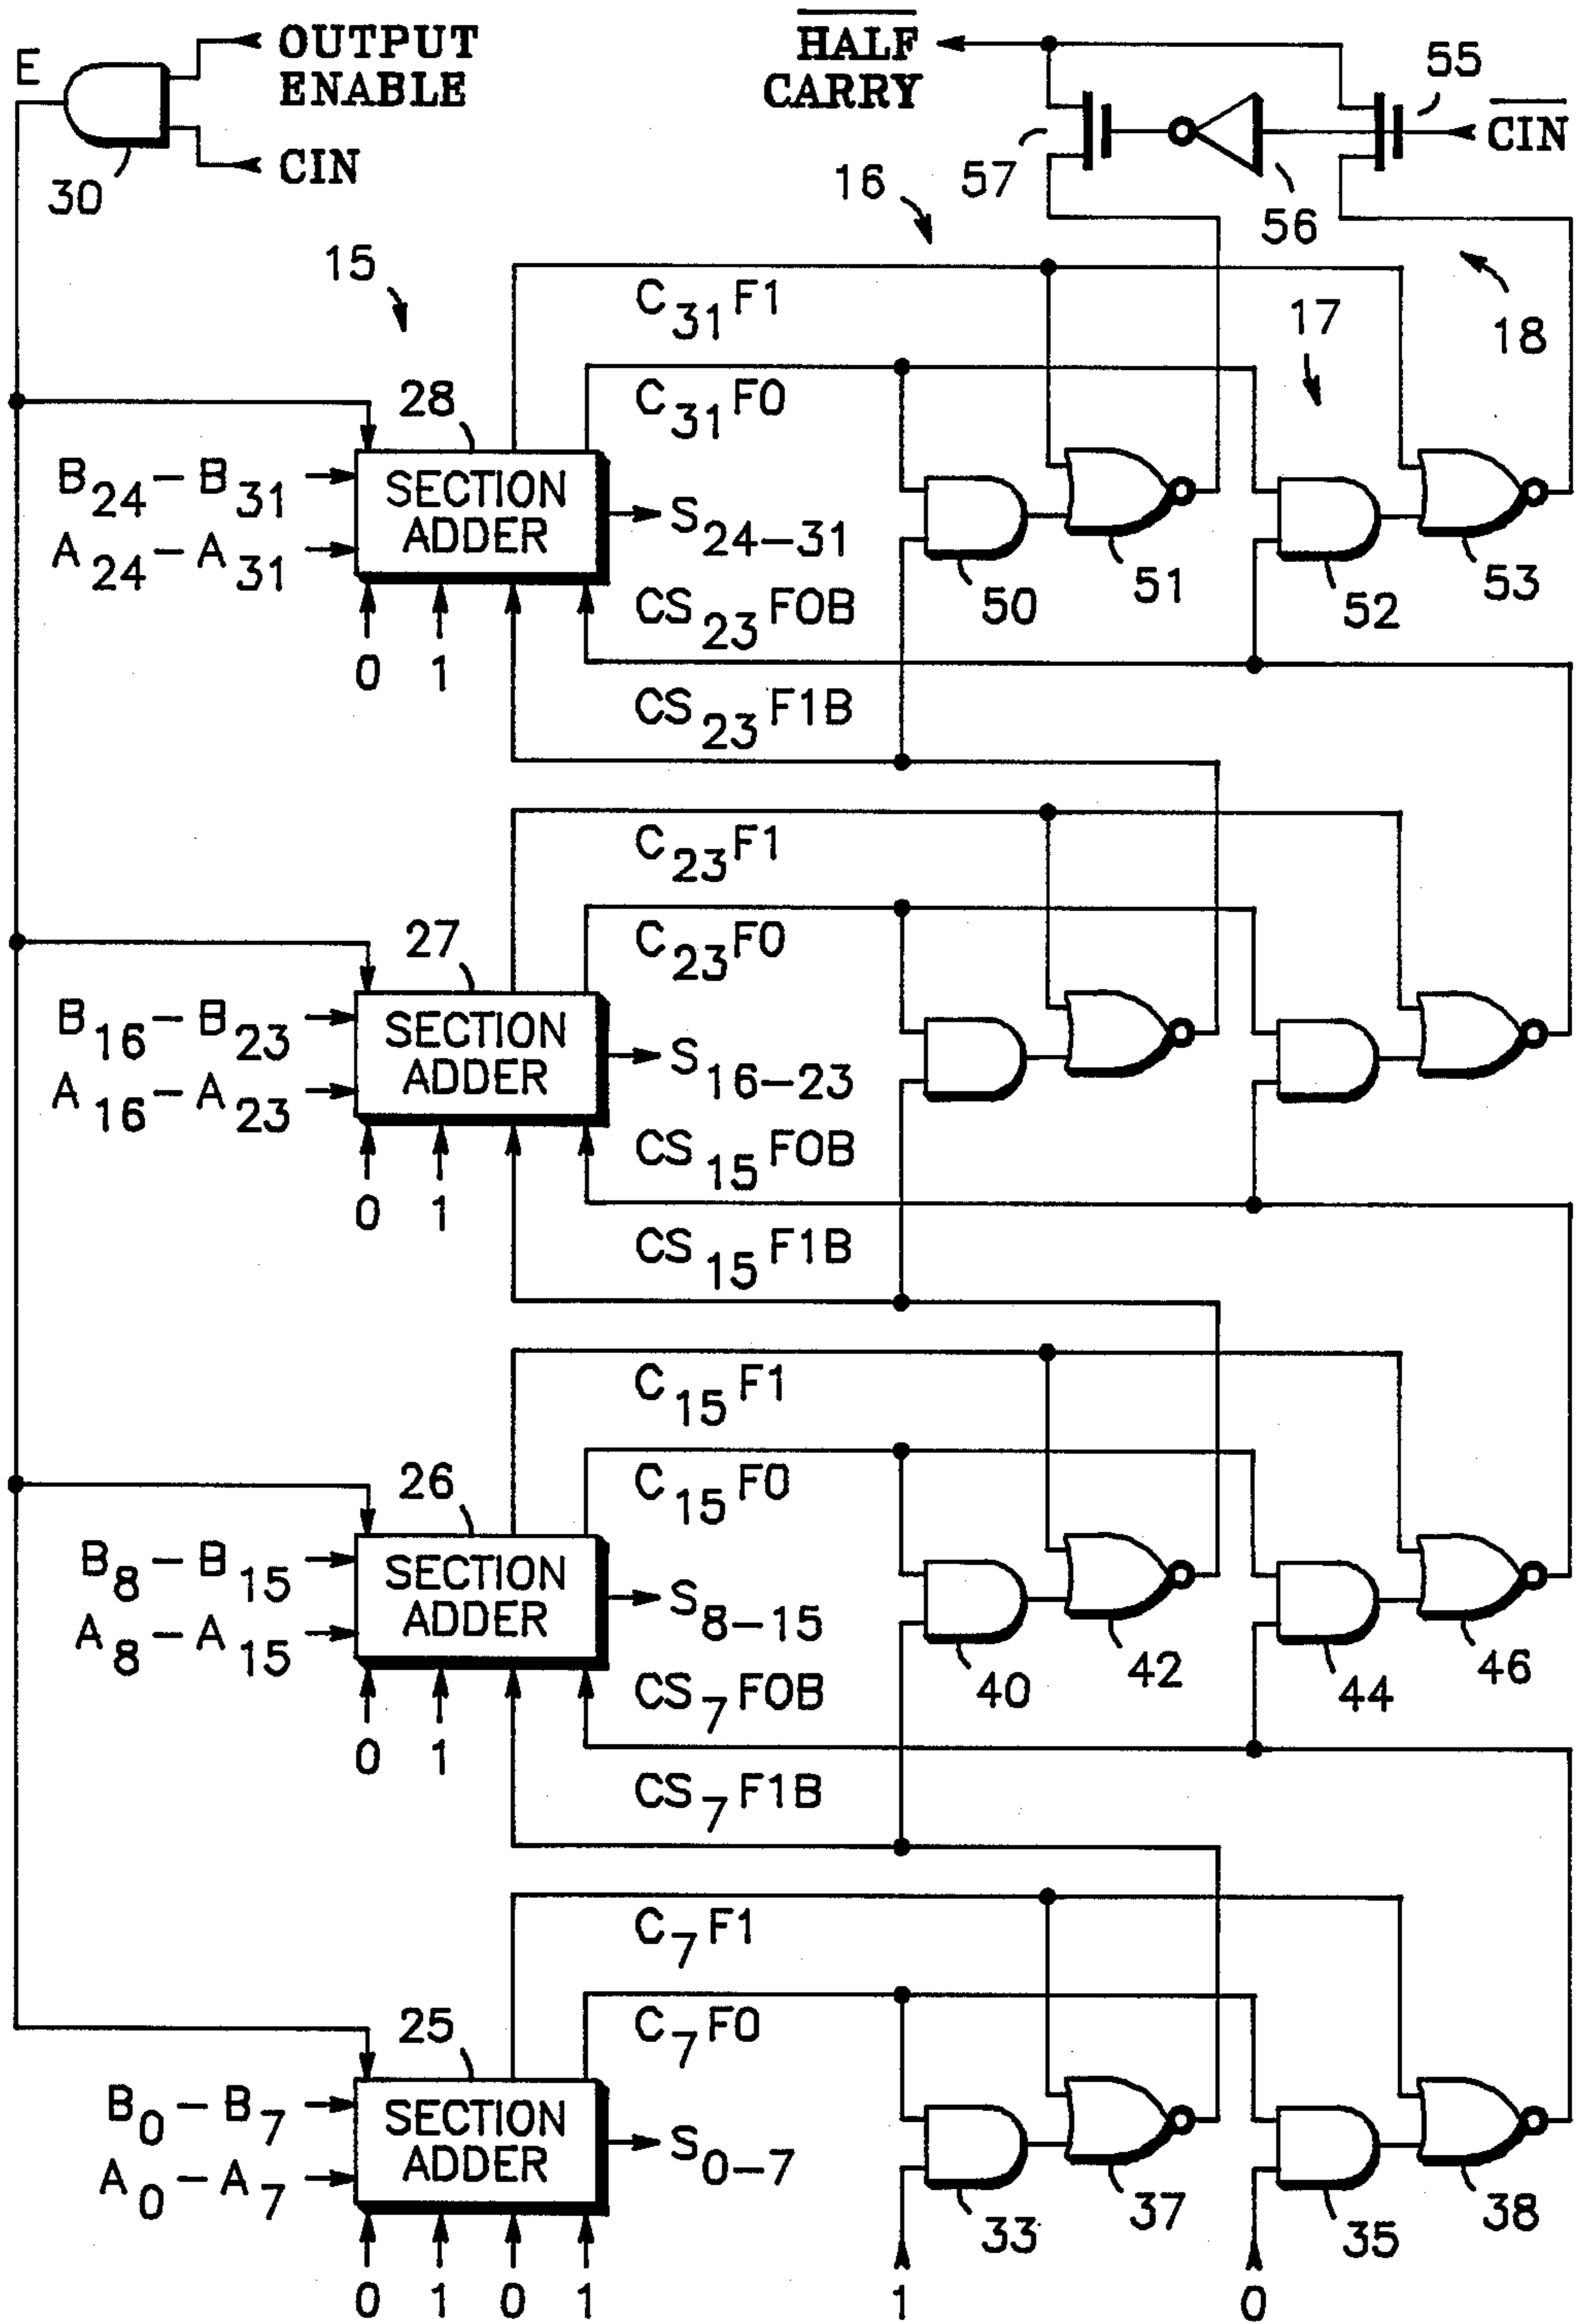 E
OUTPUT
ENABLE
CIN
30
HALF
CARRY
57
56
55
CIN
16
15
17
18
C31F1
C31F0
28
B24–B31
A24–A31
SECTION
ADDER
S24–31
50
51
52
53
0 1
CS23F0B
CS23F1B
C23F1
C23F0
27
B16–B23
A16–A23
SECTION
ADDER
S16–23
0 1
CS15F0B
CS15F1B
C15F1
C15F0
26
B8–B15
A8–A15
SECTION
ADDER
S8–15
40
42
44
46
0 1
CS7F0B
CS7F1B
C7F1
C7F0
25
B0–B7
A0–A7
SECTION
ADDER
S0–7
33
37
35
38
0 1 0 1 1 0